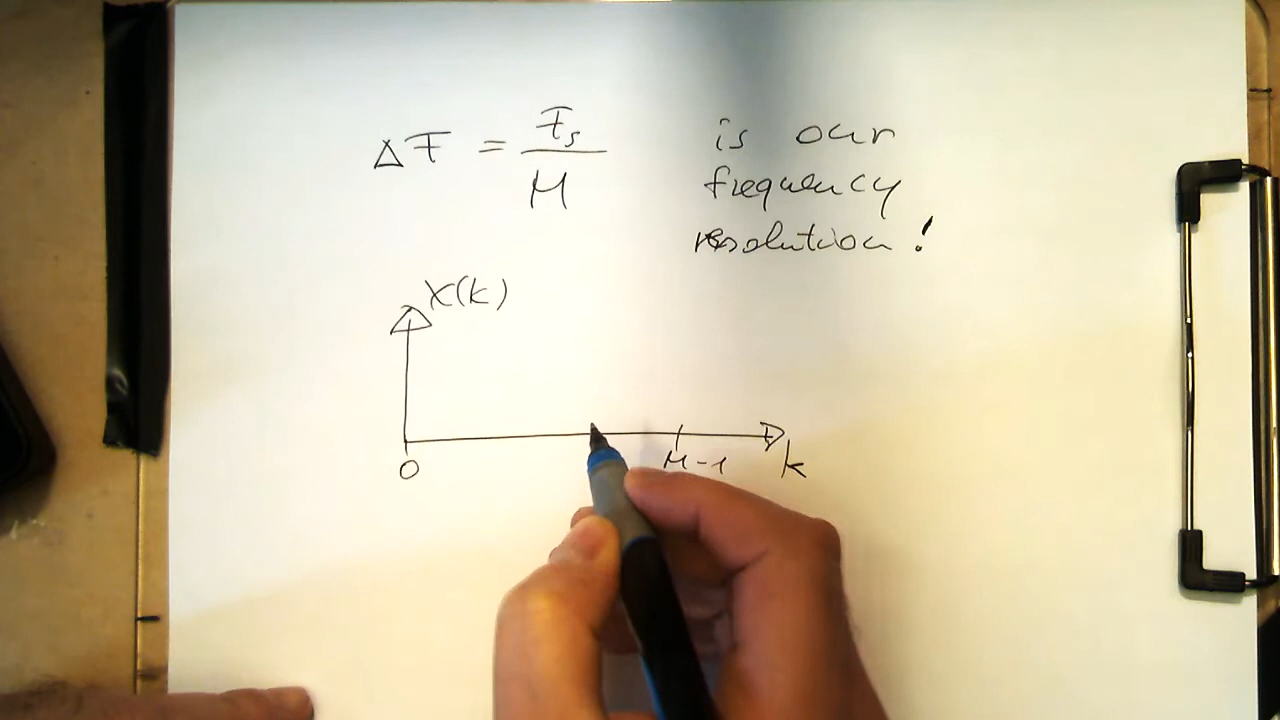 ΔF = Fs / M
is our
frequency
resolution!
X(k)
0 M-1 k